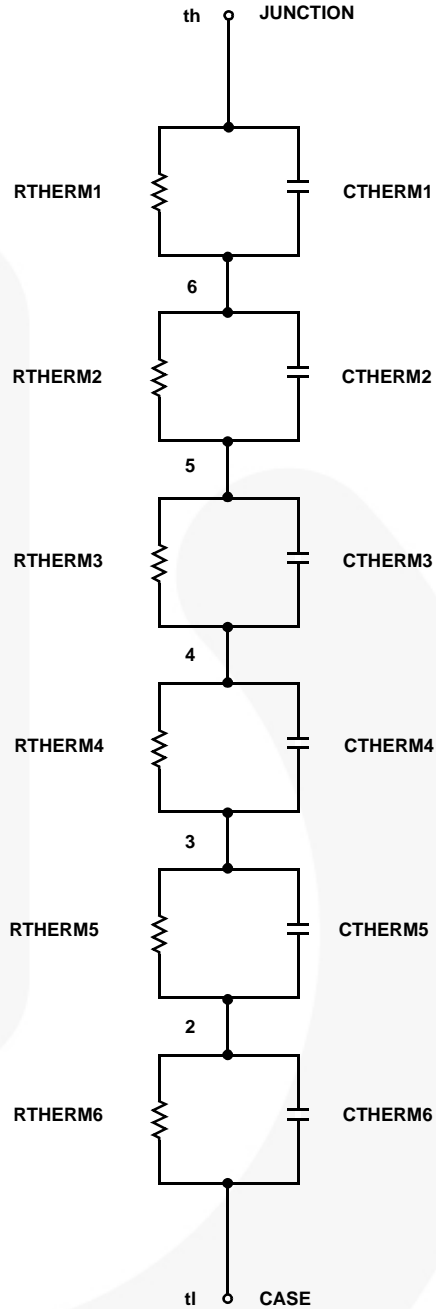 th JUNCTION
RTHERM1 CTHERM1
6
RTHERM2 CTHERM2
5
RTHERM3 CTHERM3
4
RTHERM4 CTHERM4
3
RTHERM5 CTHERM5
2
RTHERM6 CTHERM6
tl CASE